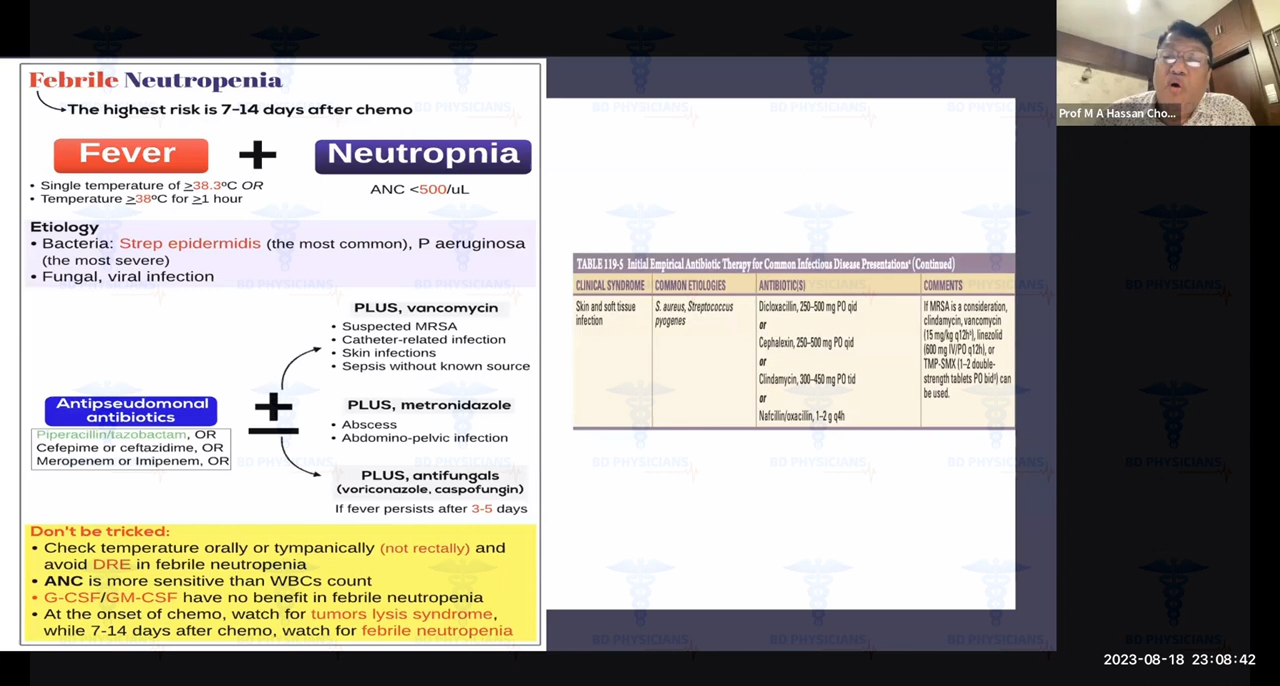 Febrile Neutropenia
The highest risk is 7-14 days after chemo
Fever + Neutropnia
• Single temperature of ≥38.3ºC OR
• Temperature ≥38ºC for ≥1 hour
ANC <500/uL
Etiology
• Bacteria: Strep epidermidis (the most common), P aeruginosa
(the most severe)
• Fungal, viral infection
PLUS, vancomycin
• Suspected MRSA
• Catheter-related infection
• Skin infections
• Sepsis without known source
Antipseudomonal
antibiotics
Piperacillin/tazobactam, OR
Cefepime or ceftazidime, OR
Meropenem or Imipenem, OR
±
PLUS, metronidazole
• Abscess
• Abdomino-pelvic infection
PLUS, antifungals
(voriconazole, caspofungin)
If fever persists after 3-5 days
Don't be tricked:
• Check temperature orally or tympanically (not rectally) and
avoid DRE in febrile neutropenia
• ANC is more sensitive than WBCs count
• G-CSF/GM-CSF have no benefit in febrile neutropenia
• At the onset of chemo, watch for tumors lysis syndrome,
while 7-14 days after chemo, watch for febrile neutropenia
TABLE 119-5 Initial Empirical Antibiotic Therapy for Common Infectious Disease Presentationsª (Continued)
CLINICAL SYNDROME
COMMON ETIOLOGIES
ANTIBIOTIC(S)
COMMENTS
Skin and soft tissue
infection
S. aureus, Streptococcus
pyogenes
Dicloxacillin, 250–500 mg PO qid
or
Cephalexin, 250–500 mg PO qid
or
Clindamycin, 300–450 mg PO tid
or
Nafcillin/oxacillin, 1–2 g q4h
If MRSA is a consideration,
clindamycin, vancomycin
(15 mg/kg q12h), linezolid
(600 mg IV/PO q12h), or
TMP-SMX (1–2 double-
strength tablets PO bid) can
be used.
Prof M A Hassan Cho...
BD PHYSICIANS
2023-08-18 23:08:42